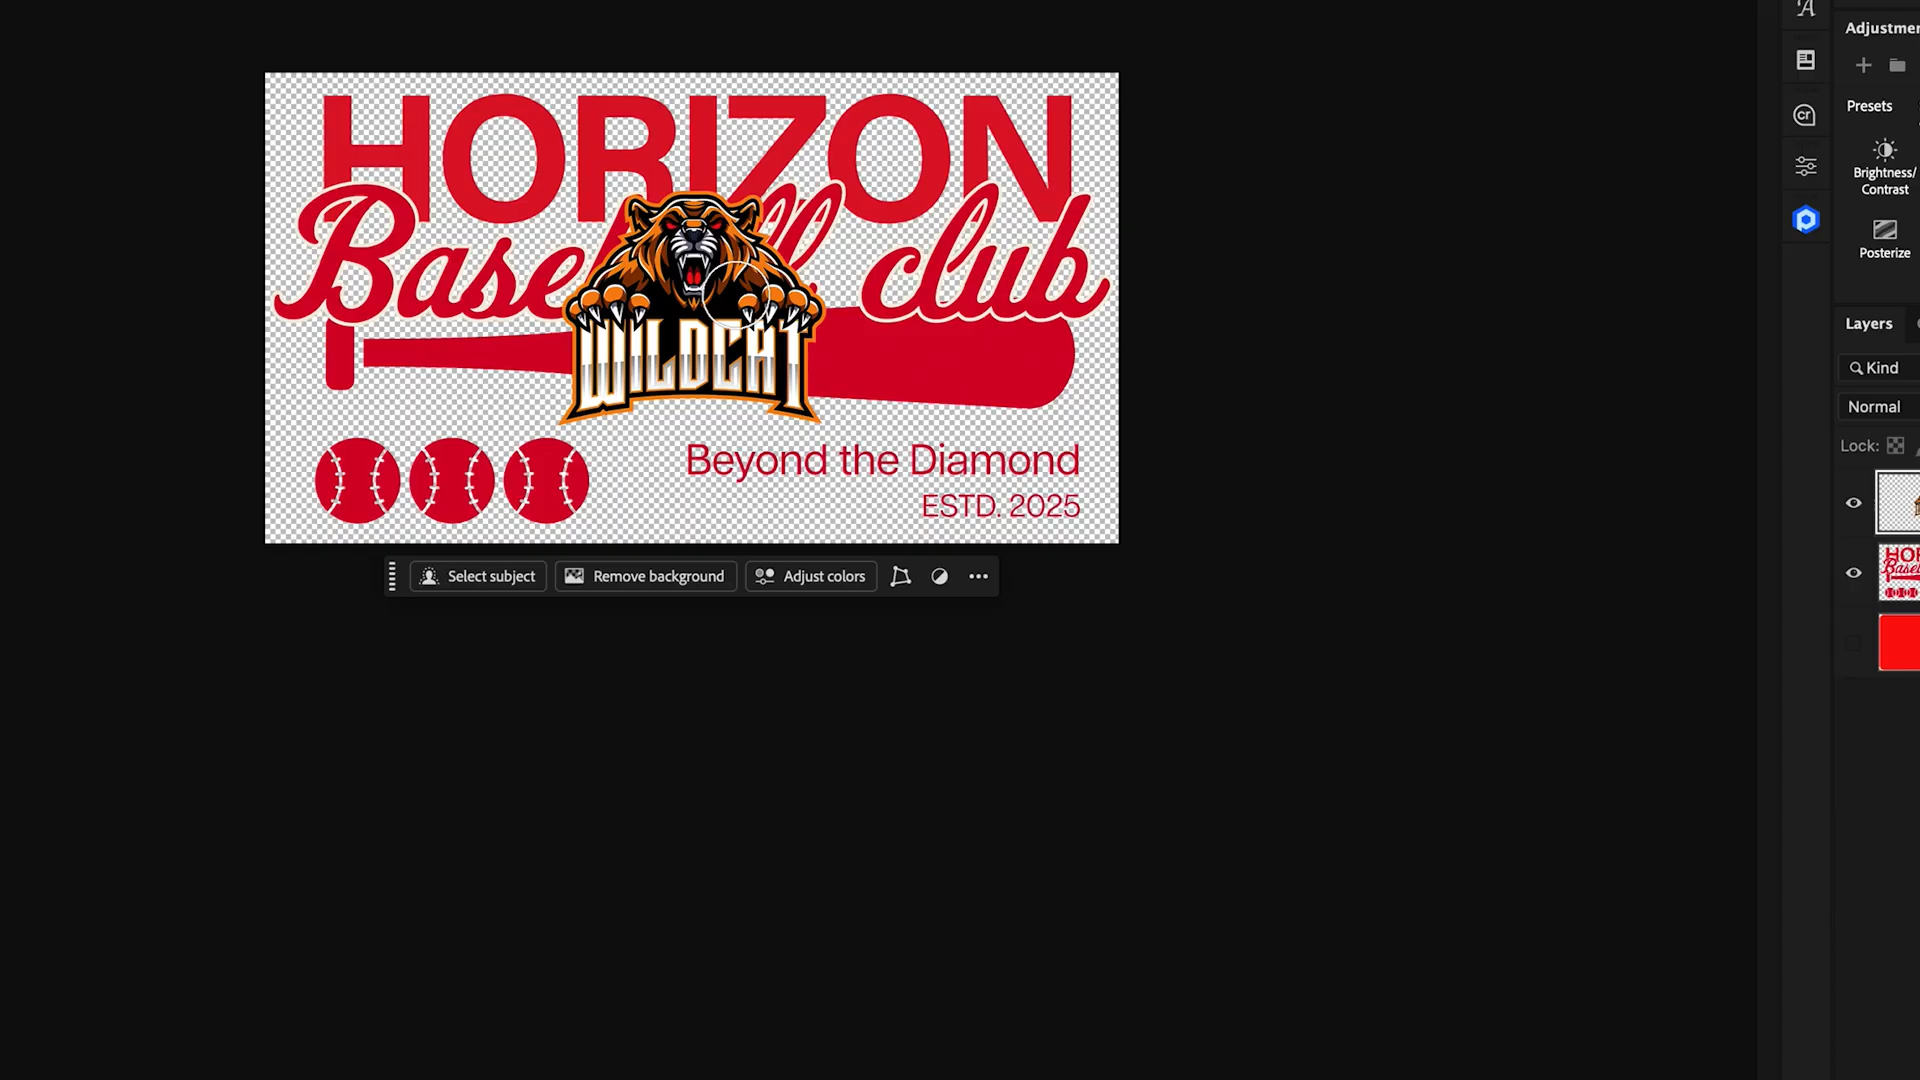 HORIZON
Baseball club
WILDCAT
Beyond the Diamond
ESTD. 2025
Select subject
Remove background
Adjust colors
Adjustmen
Presets
Brightness/
Contrast
Posterize
Layers
Kind
Normal
Lock: